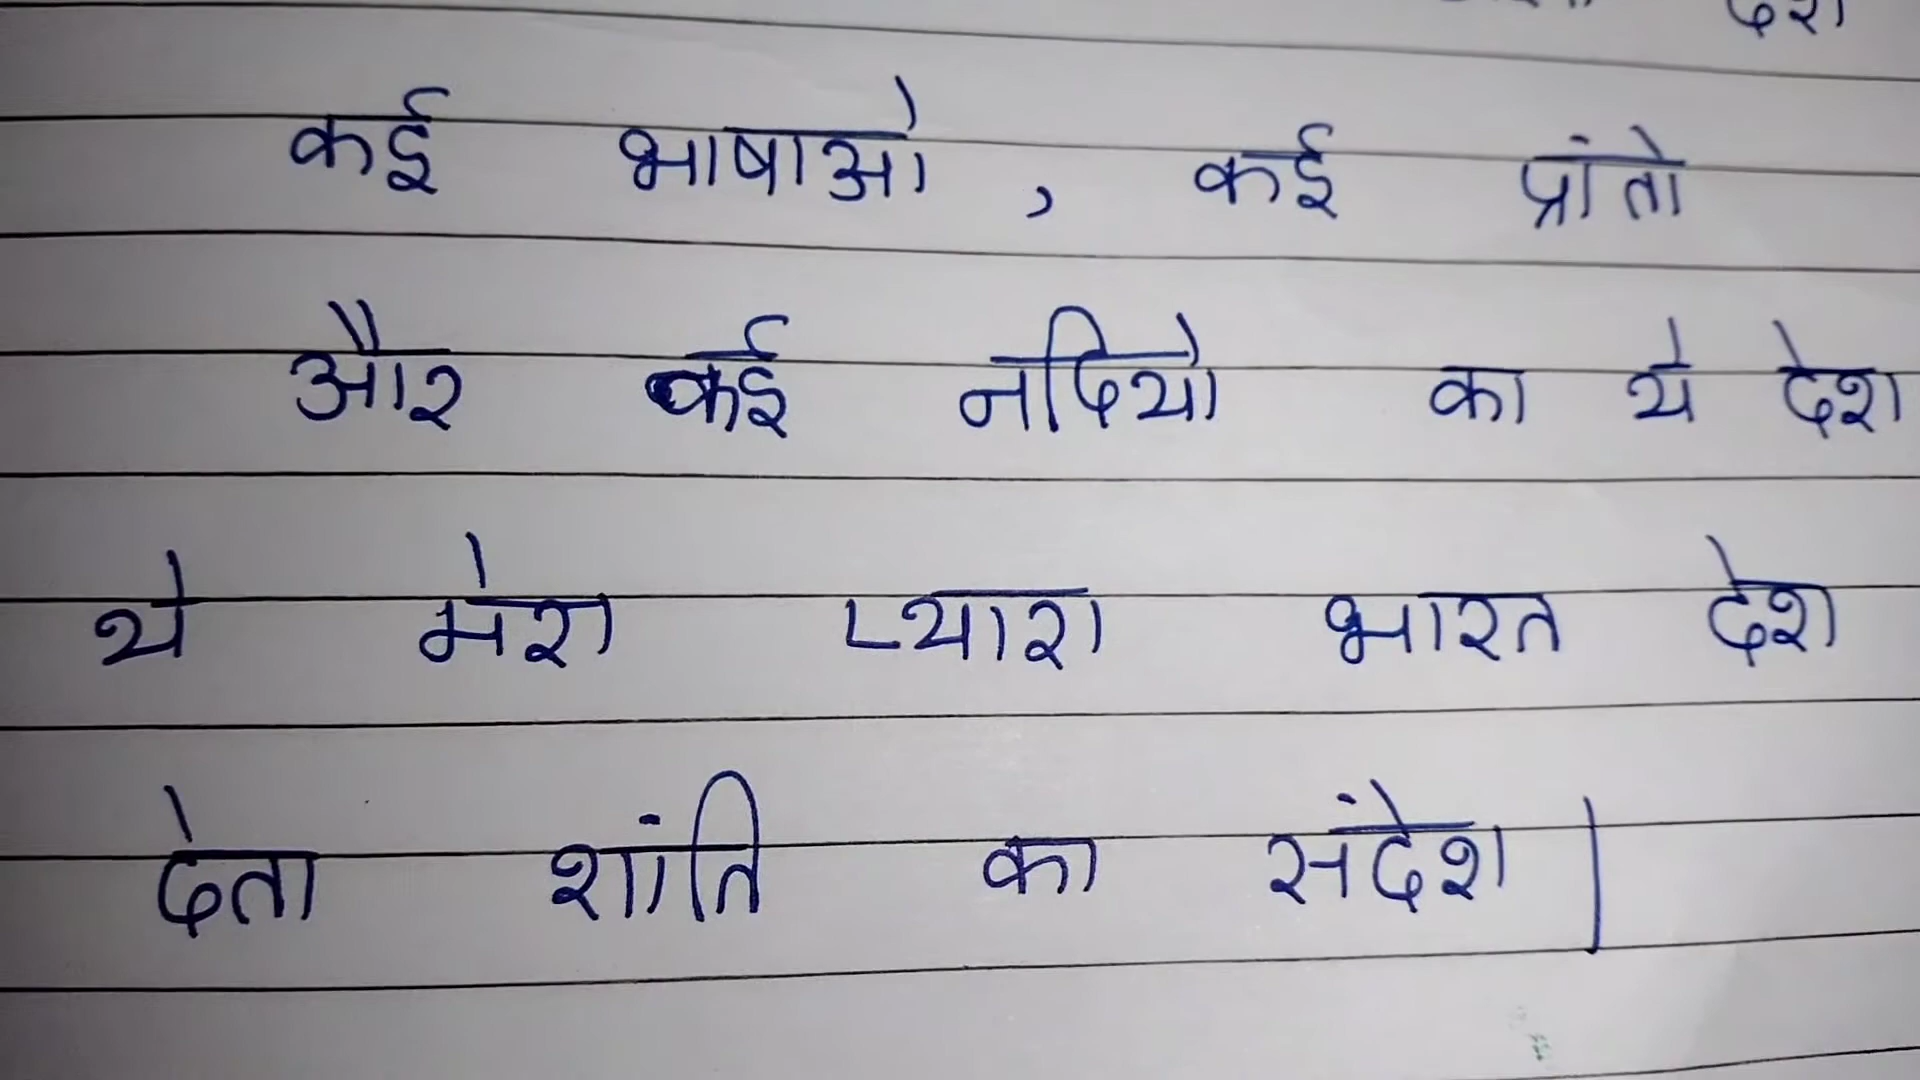 देश
कई भाषाओ , कई प्रांतो
और कई नदियो का ये देश
ये मेरा प्यारा भारत देश
देता शांति का संदेश |